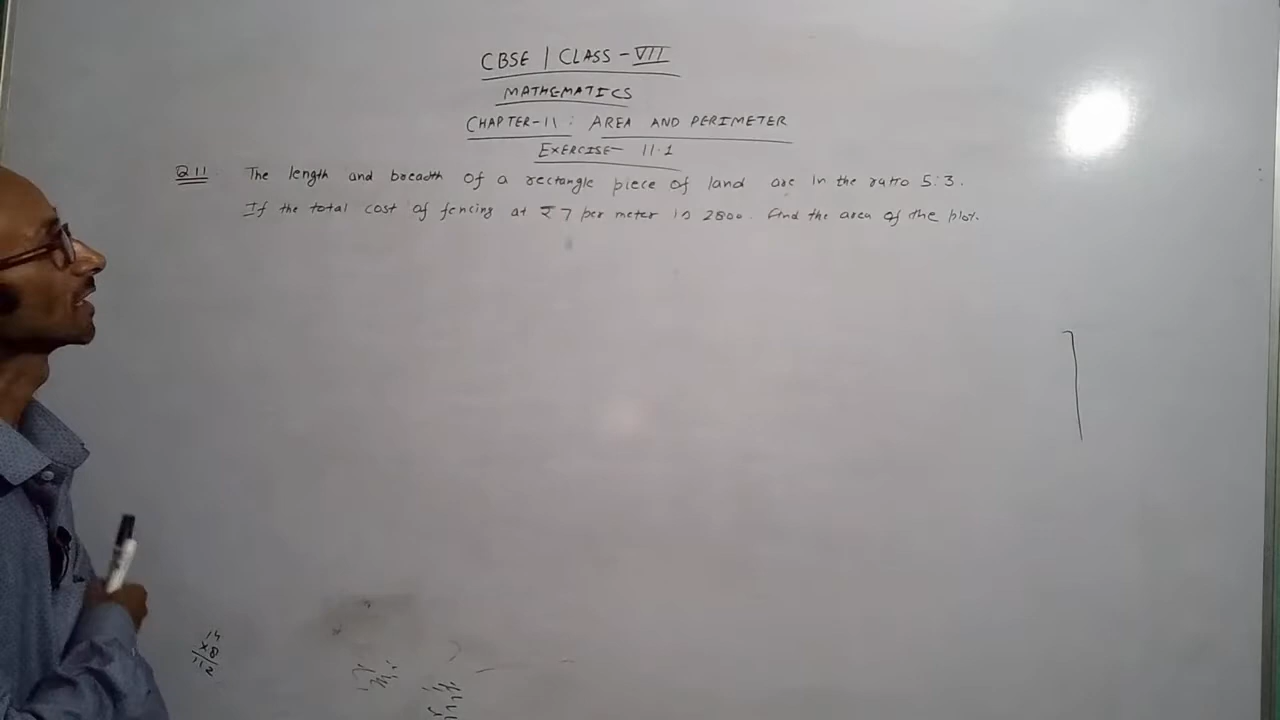 CBSE | CLASS - VII
MATHEMATICS
CHAPTER-11 : AREA AND PERIMETER
EXERCISE- 11.1
Q11. The length and breadth of a rectangle piece of land are in the ratio 5:3.
If the total cost of fencing at ₹7 per meter is 2800. find the area of the plot.
14
x8
112